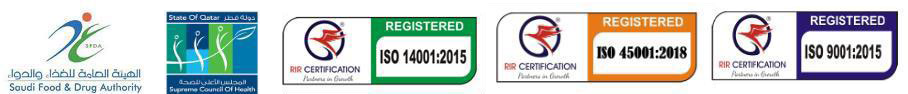 SFDA
الهيئة العامة للغذاء والدواء
Saudi Food & Drug Authority
State Of Qatar دولة قطر
المجلس الأعلى للصحة
Supreme Council Of Health
REGISTERED
ISO 14001:2015
RIR CERTIFICATION
Partners in Growth
REGISTERED
ISO 45001:2018
RIR CERTIFICATION
Partners in Growth
REGISTERED
ISO 9001:2015
RIR CERTIFICATION
Partners in Growth